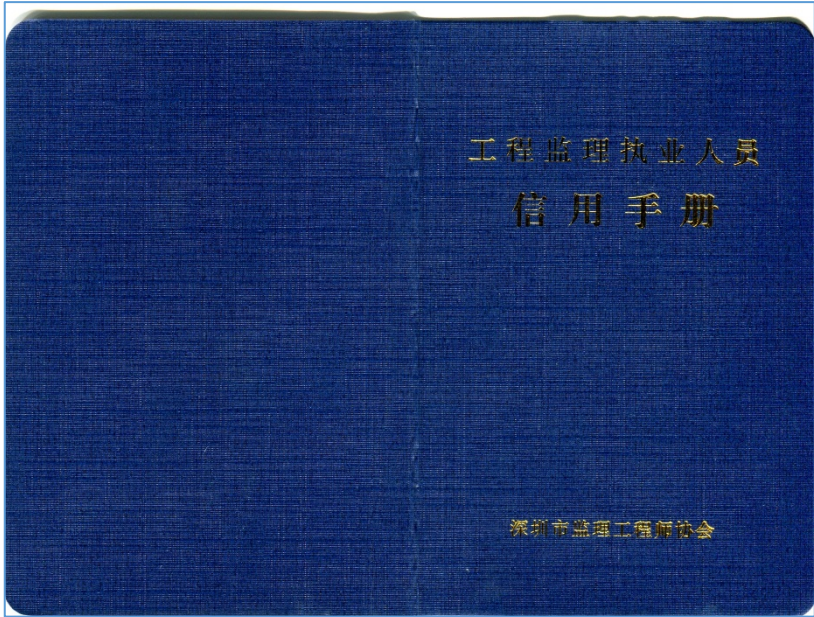 工程监理执业人员
信用手册
深圳市监理工程师协会